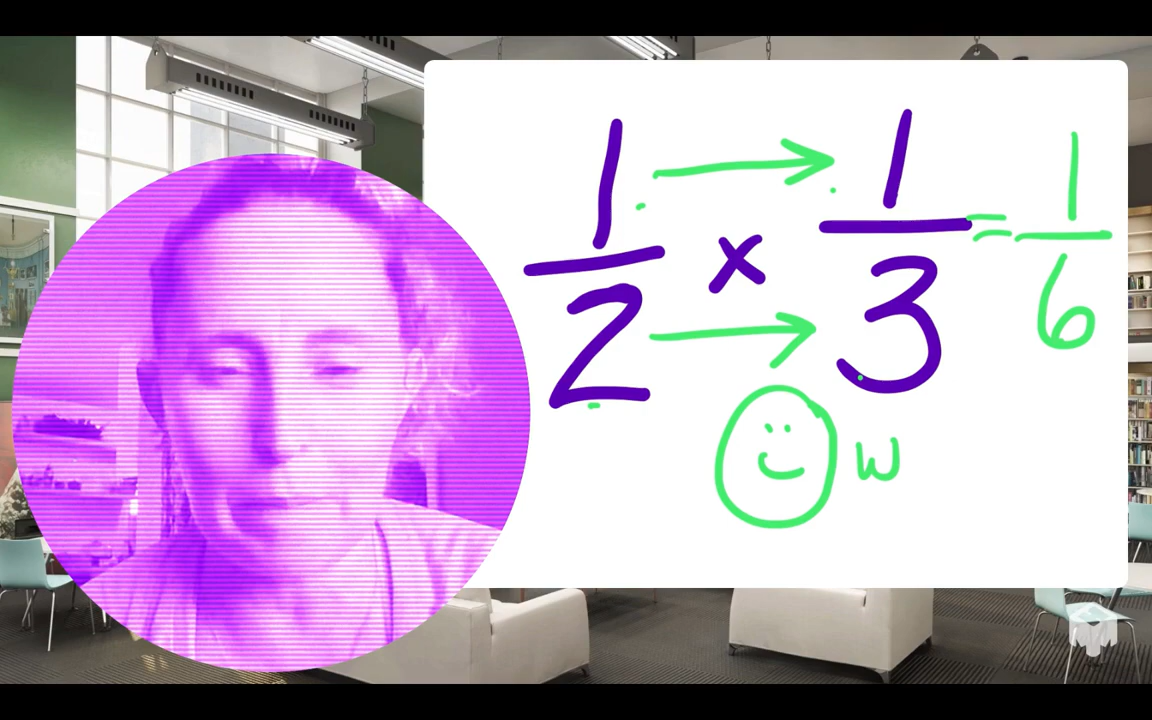 1/2 × 1/3 = 1/6
W